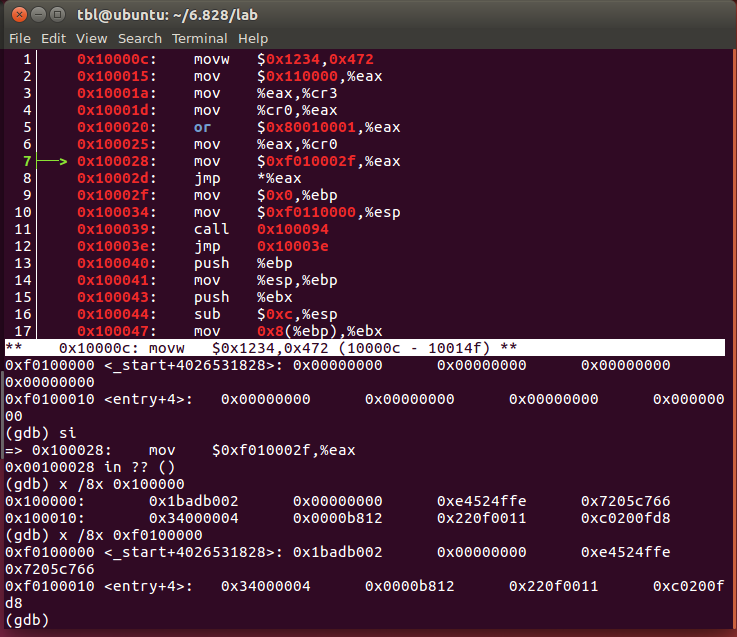 tbl@ubuntu: ~/6.828/lab
File Edit View Search Terminal Help
1 0x10000c: movw $0x1234,0x472
2 0x100015: mov $0x110000,%eax
3 0x10001a: mov %eax,%cr3
4 0x10001d: mov %cr0,%eax
5 0x100020: or $0x80010001,%eax
6 0x100025: mov %eax,%cr0
7 ──> 0x100028: mov $0xf010002f,%eax
8 0x10002d: jmp *%eax
9 0x10002f: mov $0x0,%ebp
10 0x100034: mov $0xf0110000,%esp
11 0x100039: call 0x100094
12 0x10003e: jmp 0x10003e
13 0x100040: push %ebp
14 0x100041: mov %esp,%ebp
15 0x100043: push %ebx
16 0x100044: sub $0xc,%esp
17 0x100047: mov 0x8(%ebp),%ebx
** 0x10000c: movw $0x1234,0x472 (10000c - 10014f) **
0xf0100000 <_start+4026531828>: 0x00000000 0x00000000 0x00000000
0x00000000
0xf0100010 <entry+4>: 0x00000000 0x00000000 0x00000000 0x000000
00
(gdb) si
=> 0x100028: mov $0xf010002f,%eax
0x00100028 in ?? ()
(gdb) x /8x 0x100000
0x100000: 0x1badb002 0x00000000 0xe4524ffe 0x7205c766
0x100010: 0x34000004 0x0000b812 0x220f0011 0xc0200fd8
(gdb) x /8x 0xf0100000
0xf0100000 <_start+4026531828>: 0x1badb002 0x00000000 0xe4524ffe
0x7205c766
0xf0100010 <entry+4>: 0x34000004 0x0000b812 0x220f0011 0xc0200f
d8
(gdb)